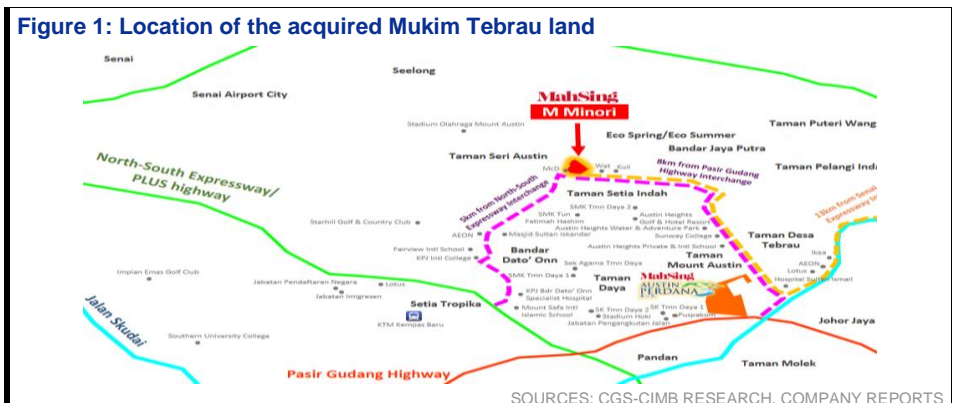 Figure 1: Location of the acquired Mukim Tebrau land
Senai
Seelong
Senai Airport City
MahSing
M Minori
Stadium Olahraga Mount Austin
Eco Spring/Eco Summer
Taman Puteri Wang
Bandar Jaya Putra
Taman Seri Austin
McD
Wat
Kuil
8km from Pasir Gudang
Highway Interchange
Taman Pelangi Inda
North-South Expressway/
PLUS highway
5km from North-South
Expressway Interchange
13km from Senai
Expressway In
Taman Setia Indah
SMK Tmn Daya 2
SMK Tun
Fatimah Hashim
Austin Heights
Golf & Hotel Resort
Starhill Golf & Country Club
Austin Heights Water & Adventure Park
AEON
Masjid Sultan Iskandar
Sunway College
Taman Desa
Tebrau
Fairview Intl School
KPJ Intl College
Bandar
Dato' Onn
Austin Heights Private & Intl School
Taman
Mount Austin
Ikea
AEON
Lotus
Hospital Sultan Ismail
Sek Agama Tmn Daya
Impian Emas Golf Club
SMK Tmn Daya 1
Taman
Daya
MahSing
AUSTIN
PERDANA
Jabatan Pendaftaran Negara
Lotus
Jabatan Imigresen
KPJ Bdr Dato' Onn
Specialist Hospital
Setia Tropika
Mount Safa Intl
Islamic School
SK Tmn Daya 2
SK Tmn Daya 1
Stadium Hoki
Puspakom
Jabatan Pengangkutan Jalan
Jalan Skudai
KTM Kempas Baru
Johor Jaya
Southern University College
Pandan
Taman Molek
Pasir Gudang Highway
SOURCES: CGS-CIMB RESEARCH, COMPANY REPORTS